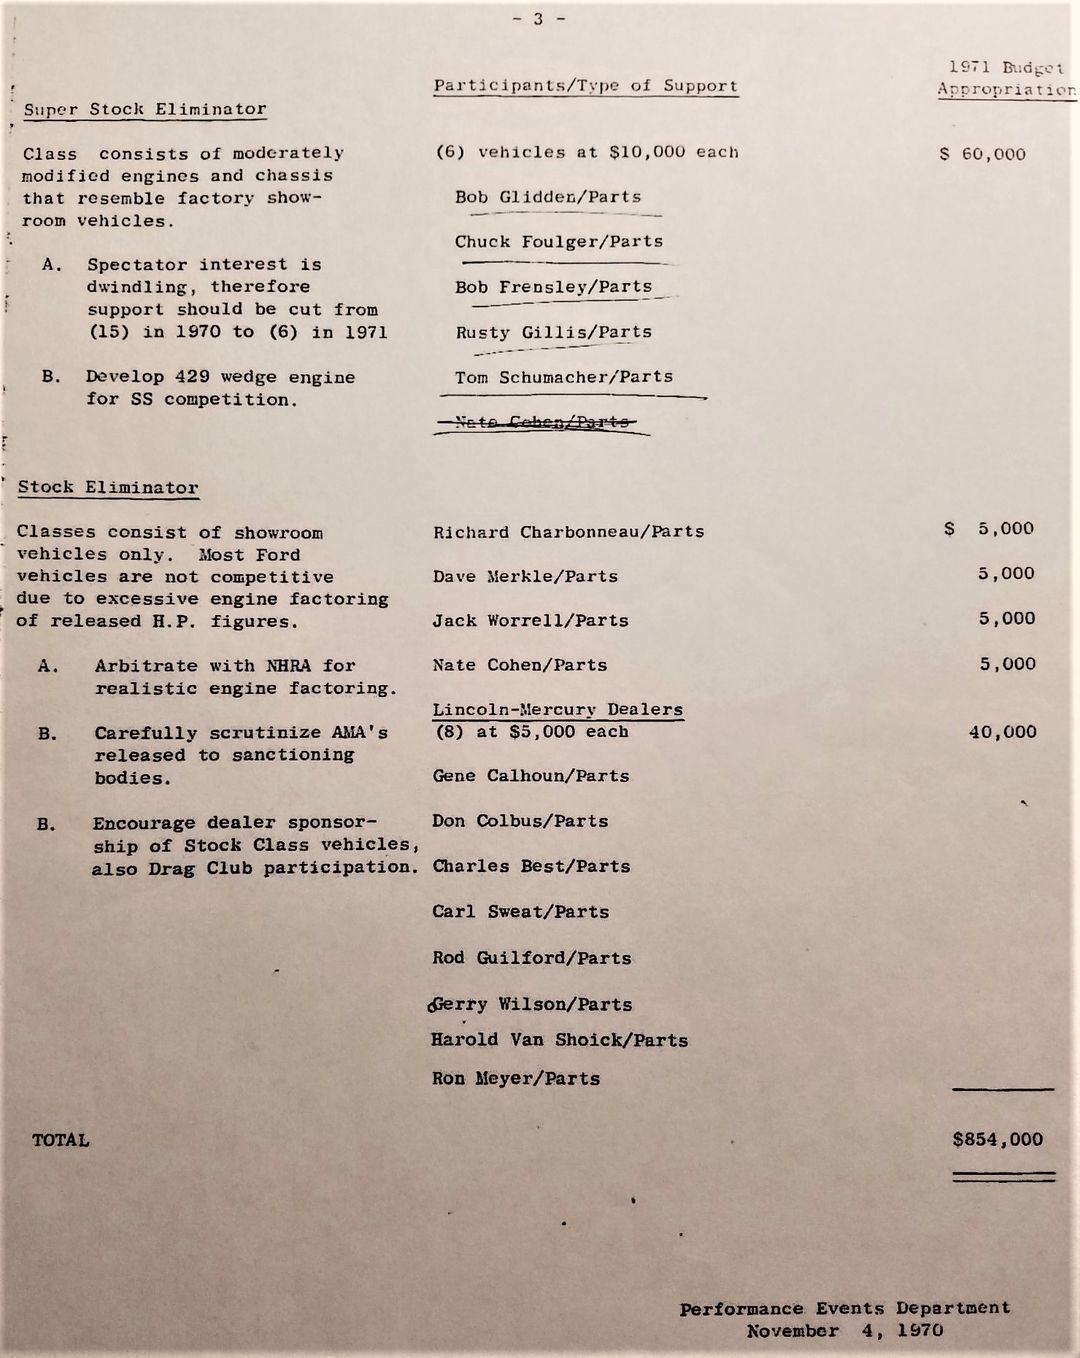 - 3 -
1971 Budget
Participants/Type of Support Appropriation
Super Stock Eliminator
Class consists of moderately (6) vehicles at $10,000 each $ 60,000
modified engines and chassis
that resemble factory show- Bob Glidden/Parts
room vehicles.
Chuck Foulger/Parts
A. Spectator interest is
dwindling, therefore Bob Frensley/Parts
support should be cut from
(15) in 1970 to (6) in 1971 Rusty Gillis/Parts
B. Develop 429 wedge engine Tom Schumacher/Parts
for SS competition.
Nate Cohen/Parts
Stock Eliminator
Classes consist of showroom Richard Charbonneau/Parts $ 5,000
vehicles only. Most Ford
vehicles are not competitive Dave Merkle/Parts 5,000
due to excessive engine factoring
of released H.P. figures. Jack Worrell/Parts 5,000
A. Arbitrate with NHRA for Nate Cohen/Parts 5,000
realistic engine factoring.
Lincoln-Mercury Dealers
B. Carefully scrutinize AMA's (8) at $5,000 each 40,000
released to sanctioning
bodies. Gene Calhoun/Parts
B. Encourage dealer sponsor- Don Colbus/Parts
ship of Stock Class vehicles,
also Drag Club participation. Charles Best/Parts
Carl Sweat/Parts
Rod Guilford/Parts
Gerry Wilson/Parts
Harold Van Shoick/Parts
Ron Meyer/Parts
TOTAL $854,000
Performance Events Department
November 4, 1970